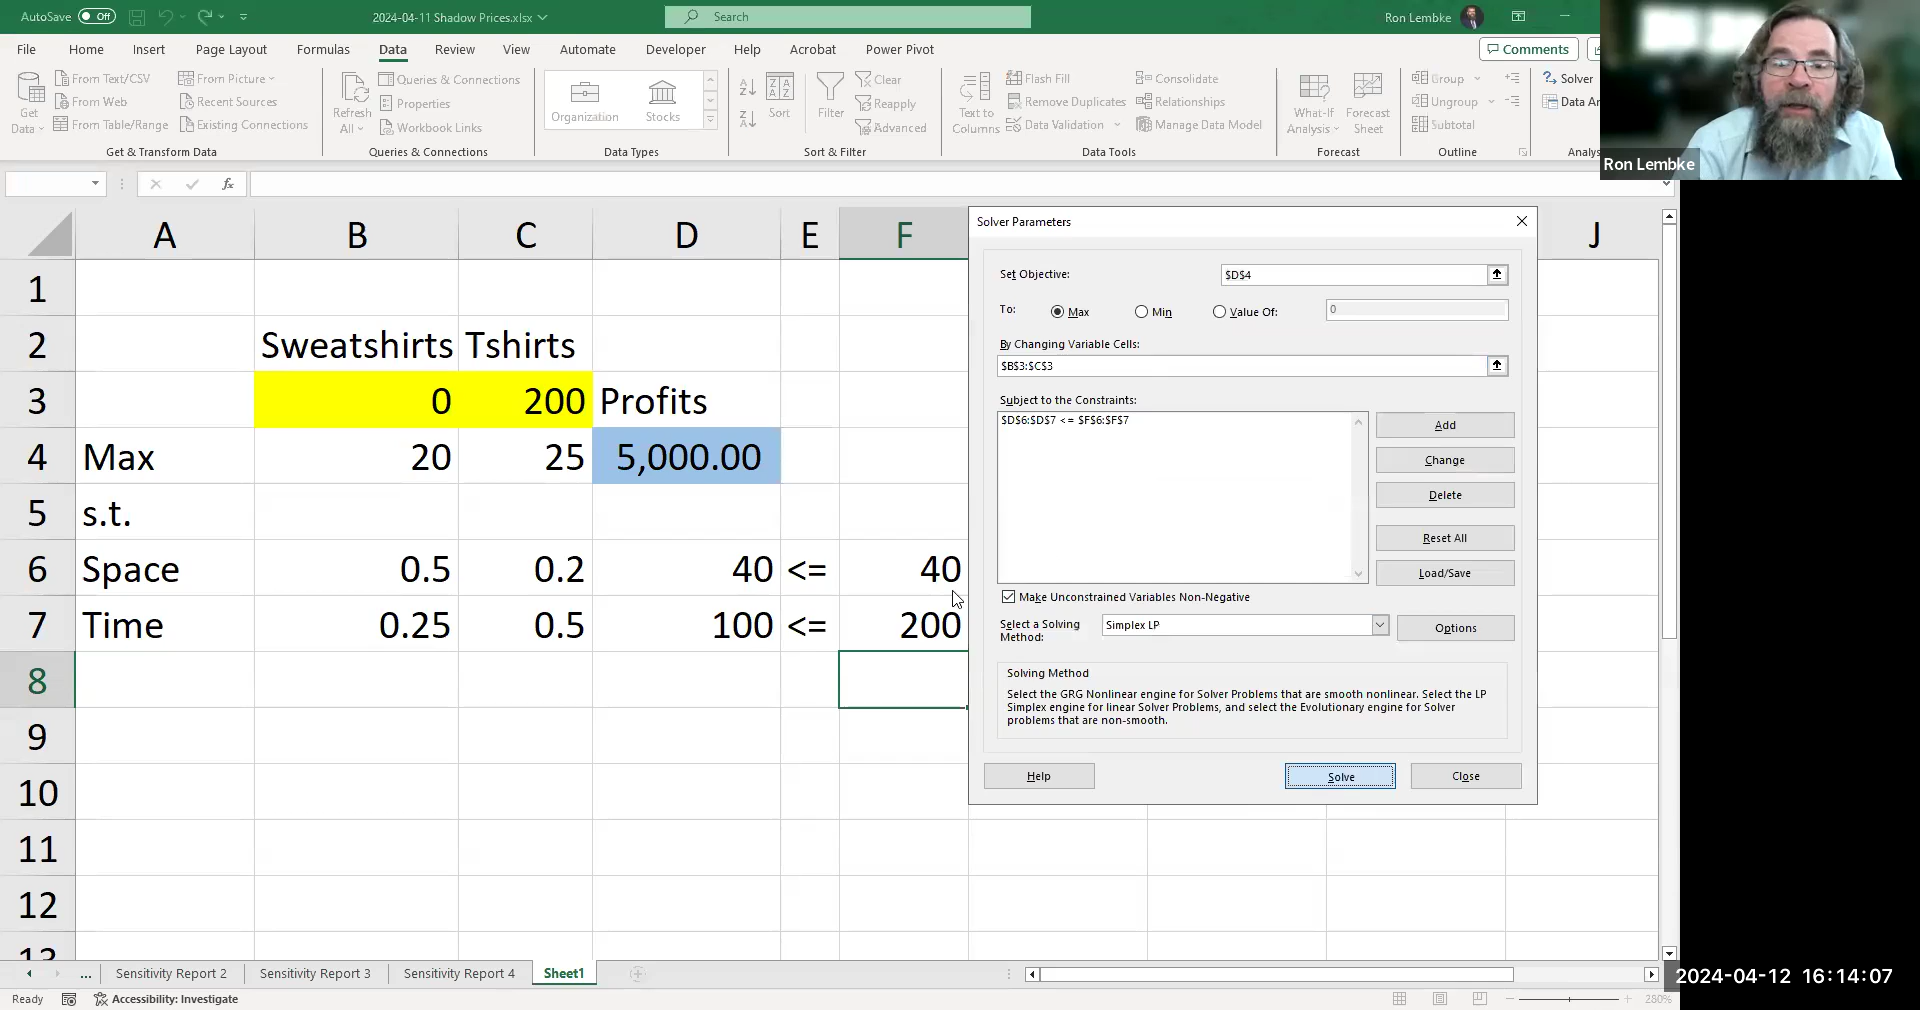 AutoSave Off
2024-04-11 Shadow Prices.xlsx
Search
Ron Lembke
File Home Insert Page Layout Formulas Data Review View Automate Developer Help Acrobat Power Pivot
Comments
Get Data
From Text/CSV
From Web
From Table/Range
From Picture
Recent Sources
Existing Connections
Get & Transform Data
Refresh All
Queries & Connections
Properties
Workbook Links
Queries & Connections
Organization
Stocks
Data Types
Sort
Filter
Clear
Reapply
Advanced
Sort & Filter
Text to Columns
Flash Fill
Remove Duplicates
Data Validation
Consolidate
Relationships
Manage Data Model
Data Tools
What-If Analysis
Forecast Sheet
Forecast
Group
Ungroup
Subtotal
Outline
Solver
Data An
Analys
Ron Lembke
fx
A B C D E F J
1
2 Sweatshirts Tshirts
3 0 200 Profits
4 Max 20 25 5,000.00
5 s.t.
6 Space 0.5 0.2 40 <= 40
7 Time 0.25 0.5 100 <= 200
8
9
10
11
12
13
Solver Parameters
Set Objective: $D$4
To: Max Min Value Of: 0
By Changing Variable Cells:
$B$3:$C$3
Subject to the Constraints:
$D$6:$D$7 <= $F$6:$F$7
Add
Change
Delete
Reset All
Load/Save
Make Unconstrained Variables Non-Negative
Select a Solving Method: Simplex LP
Options
Solving Method
Select the GRG Nonlinear engine for Solver Problems that are smooth nonlinear. Select the LP
Simplex engine for linear Solver Problems, and select the Evolutionary engine for Solver
problems that are non-smooth.
Help
Solve
Close
... Sensitivity Report 2 Sensitivity Report 3 Sensitivity Report 4 Sheet1
2024-04-12 16:14:07
Ready
Accessibility: Investigate
280%